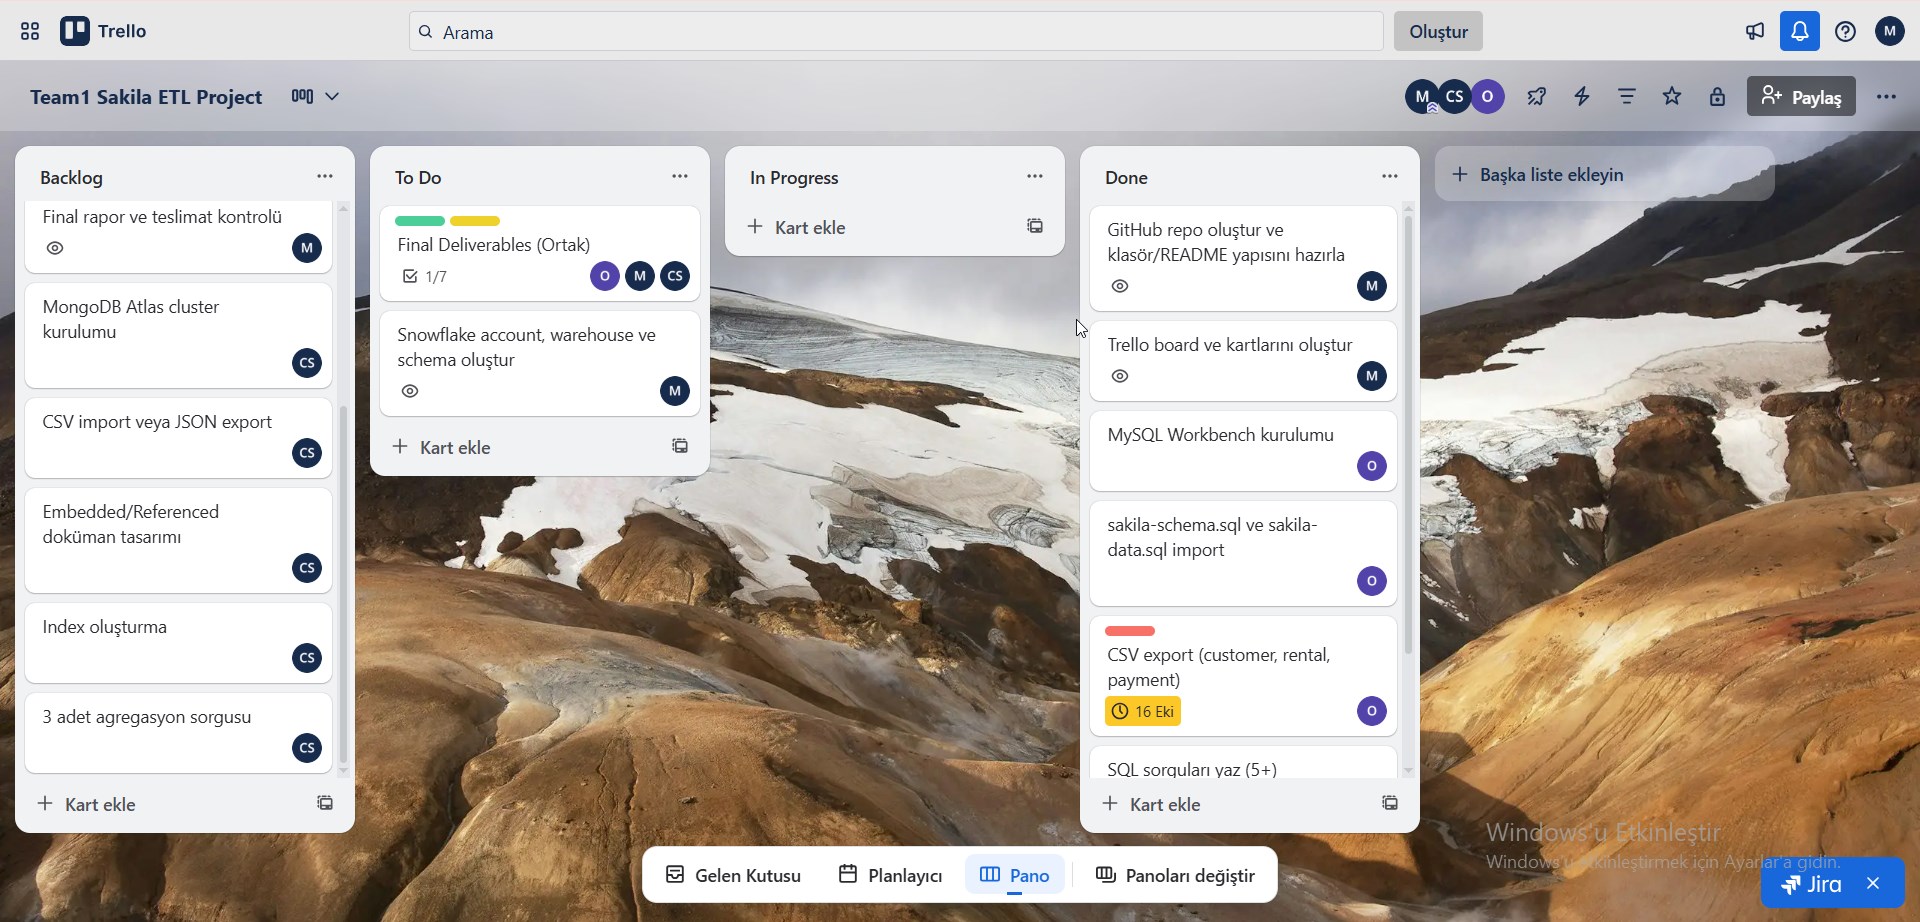 Trello
Arama
Oluştur
M
Team1 Sakila ETL Project
M
CS
O
Paylaş
Backlog
Final rapor ve teslimat kontrolü
M
MongoDB Atlas cluster
kurulumu
CS
CSV import veya JSON export
CS
Embedded/Referenced
doküman tasarımı
CS
Index oluşturma
CS
3 adet agregasyon sorgusu
CS
Kart ekle
To Do
Final Deliverables (Ortak)
1/7
O
M
CS
Snowflake account, warehouse ve
schema oluştur
M
Kart ekle
In Progress
Kart ekle
Done
GitHub repo oluştur ve
klasör/README yapısını hazırla
M
Trello board ve kartlarını oluştur
M
MySQL Workbench kurulumu
O
sakila-schema.sql ve sakila-
data.sql import
O
CSV export (customer, rental,
payment)
16 Eki
O
SQL sorguları yaz (5+)
Kart ekle
Başka liste ekleyin
Windows'u Etkinleştir
Windows'u etkinleştirmek için Ayarlar'a gidin.
Gelen Kutusu
Planlayıcı
Pano
Panoları değiştir
Jira